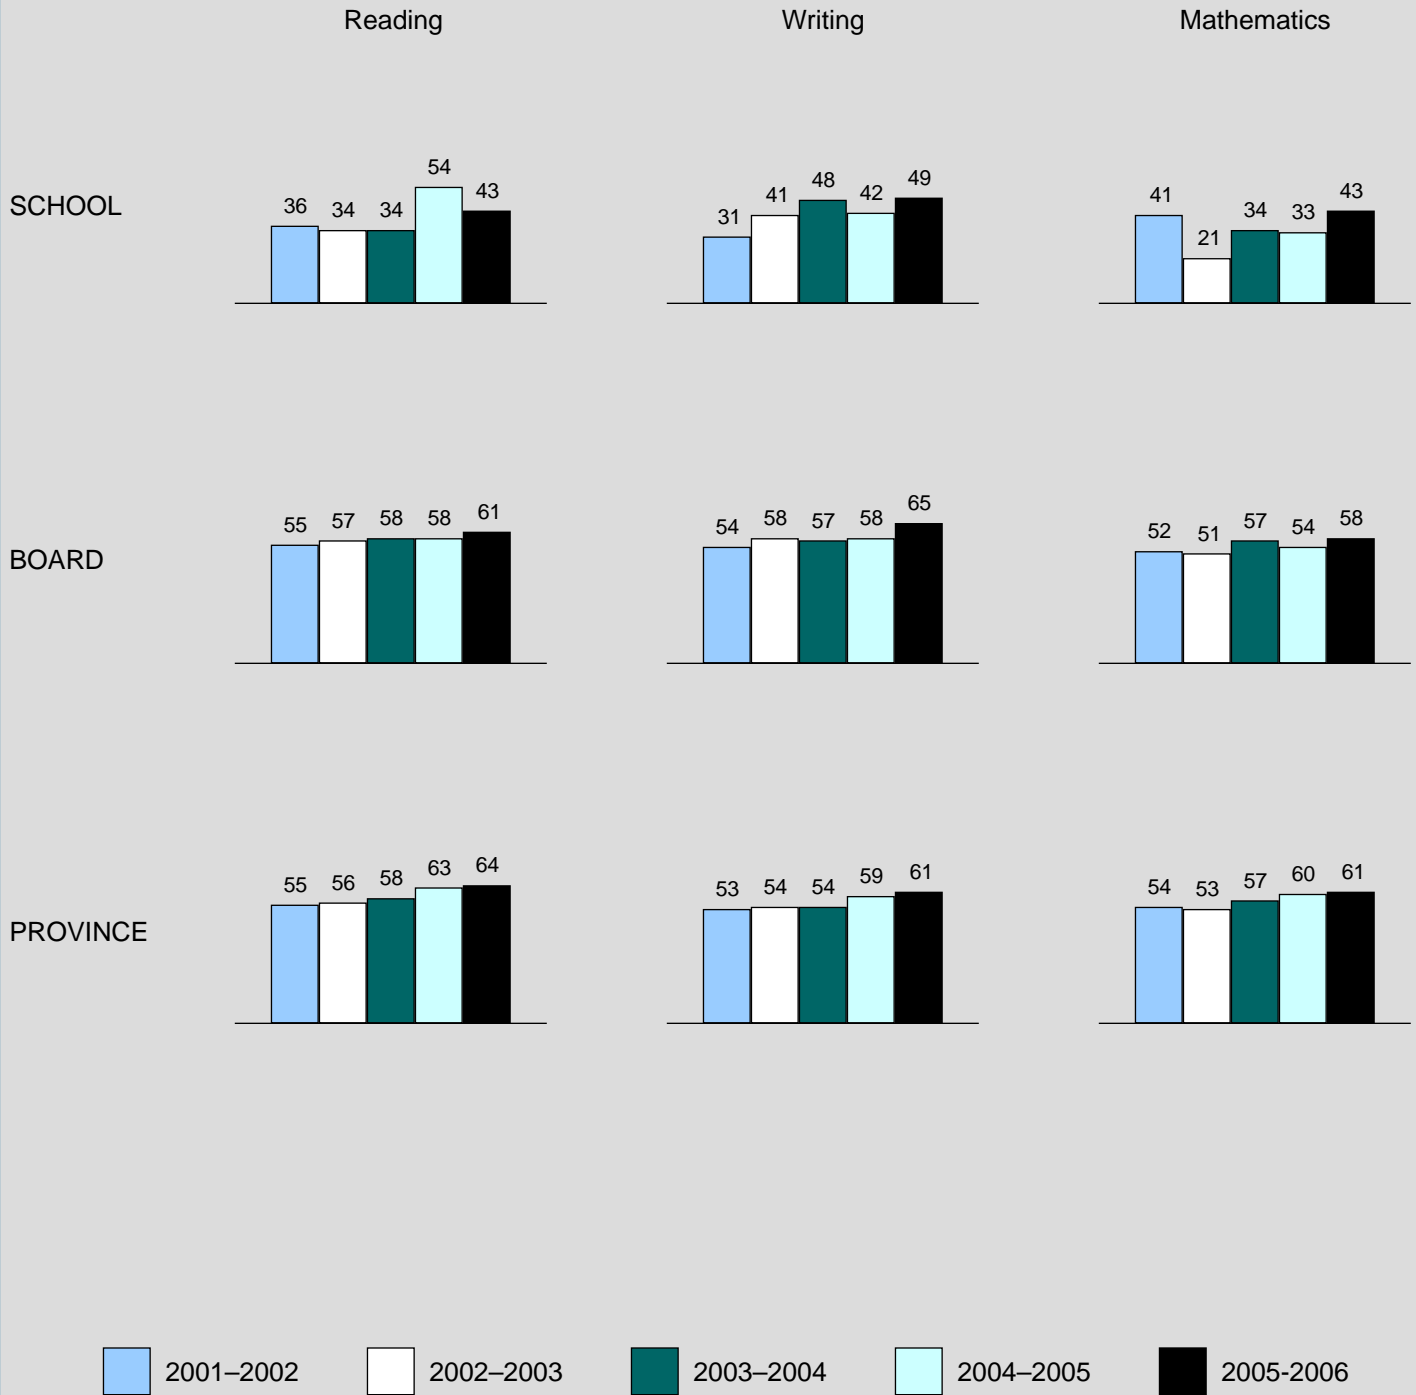 Reading Writing Mathematics
54
36 34 34 43
31 41 48 42 49
41 21 34 33 43
SCHOOL
55 57 58 58 61
54 58 57 58 65
52 51 57 54 58
BOARD
55 56 58 63 64
53 54 54 59 61
54 53 57 60 61
PROVINCE
2001–2002 2002–2003 2003–2004 2004–2005 2005-2006